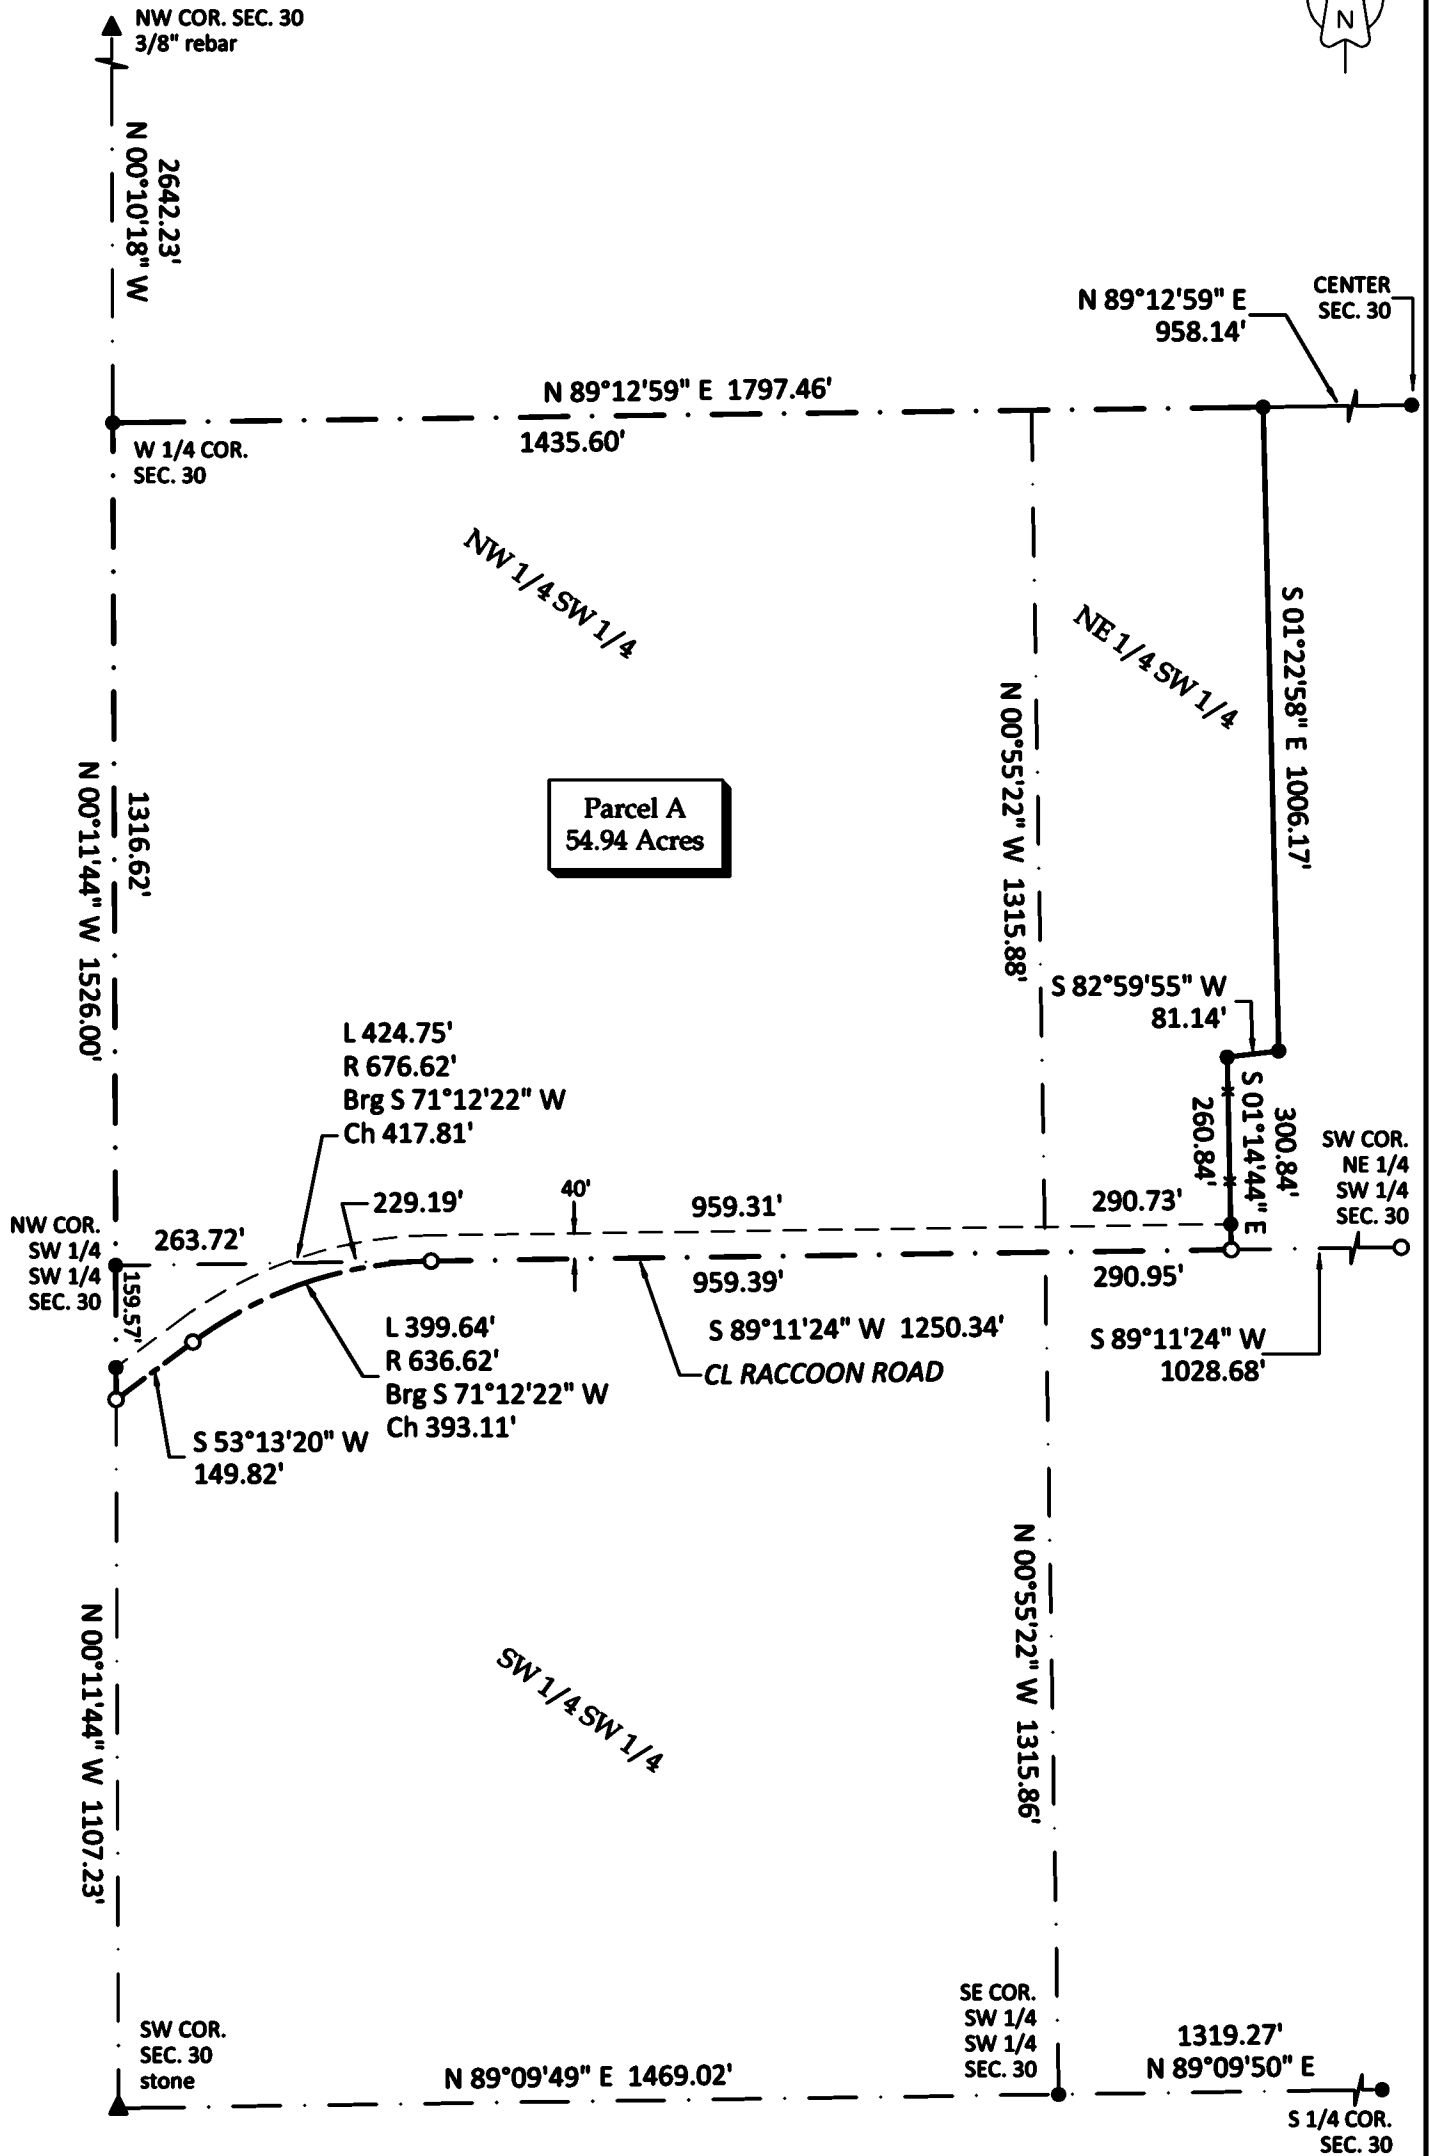 NW COR. SEC. 30
3/8" rebar
N
2642.23'
N 00°10'18" W
CENTER
SEC. 30
N 89°12'59" E
958.14'
N 89°12'59" E 1797.46'
1435.60'
W 1/4 COR.
SEC. 30
NW 1/4 SW 1/4
NE 1/4 SW 1/4
S 01°22'58" E 1006.17'
N 00°55'22" W 1315.88'
Parcel A
54.94 Acres
1316.62'
N 00°11'44" W 1526.00'
S 82°59'55" W
81.14'
L 424.75'
R 676.62'
Brg S 71°12'22" W
Ch 417.81'
300.84'
S 01°14'44" E
260.84'
SW COR.
NE 1/4
SW 1/4
SEC. 30
229.19'
40'
959.31'
290.73'
NW COR.
SW 1/4
SW 1/4
SEC. 30
263.72'
159.57'
959.39'
290.95'
L 399.64'
R 636.62'
Brg S 71°12'22" W
Ch 393.11'
S 89°11'24" W 1250.34'
CL RACCOON ROAD
S 89°11'24" W
1028.68'
S 53°13'20" W
149.82'
N 00°55'22" W 1315.86'
N 00°11'44" W 1107.23'
SW 1/4 SW 1/4
SW COR.
SEC. 30
stone
N 89°09'49" E 1469.02'
SE COR.
SW 1/4
SW 1/4
SEC. 30
1319.27'
N 89°09'50" E
S 1/4 COR.
SEC. 30